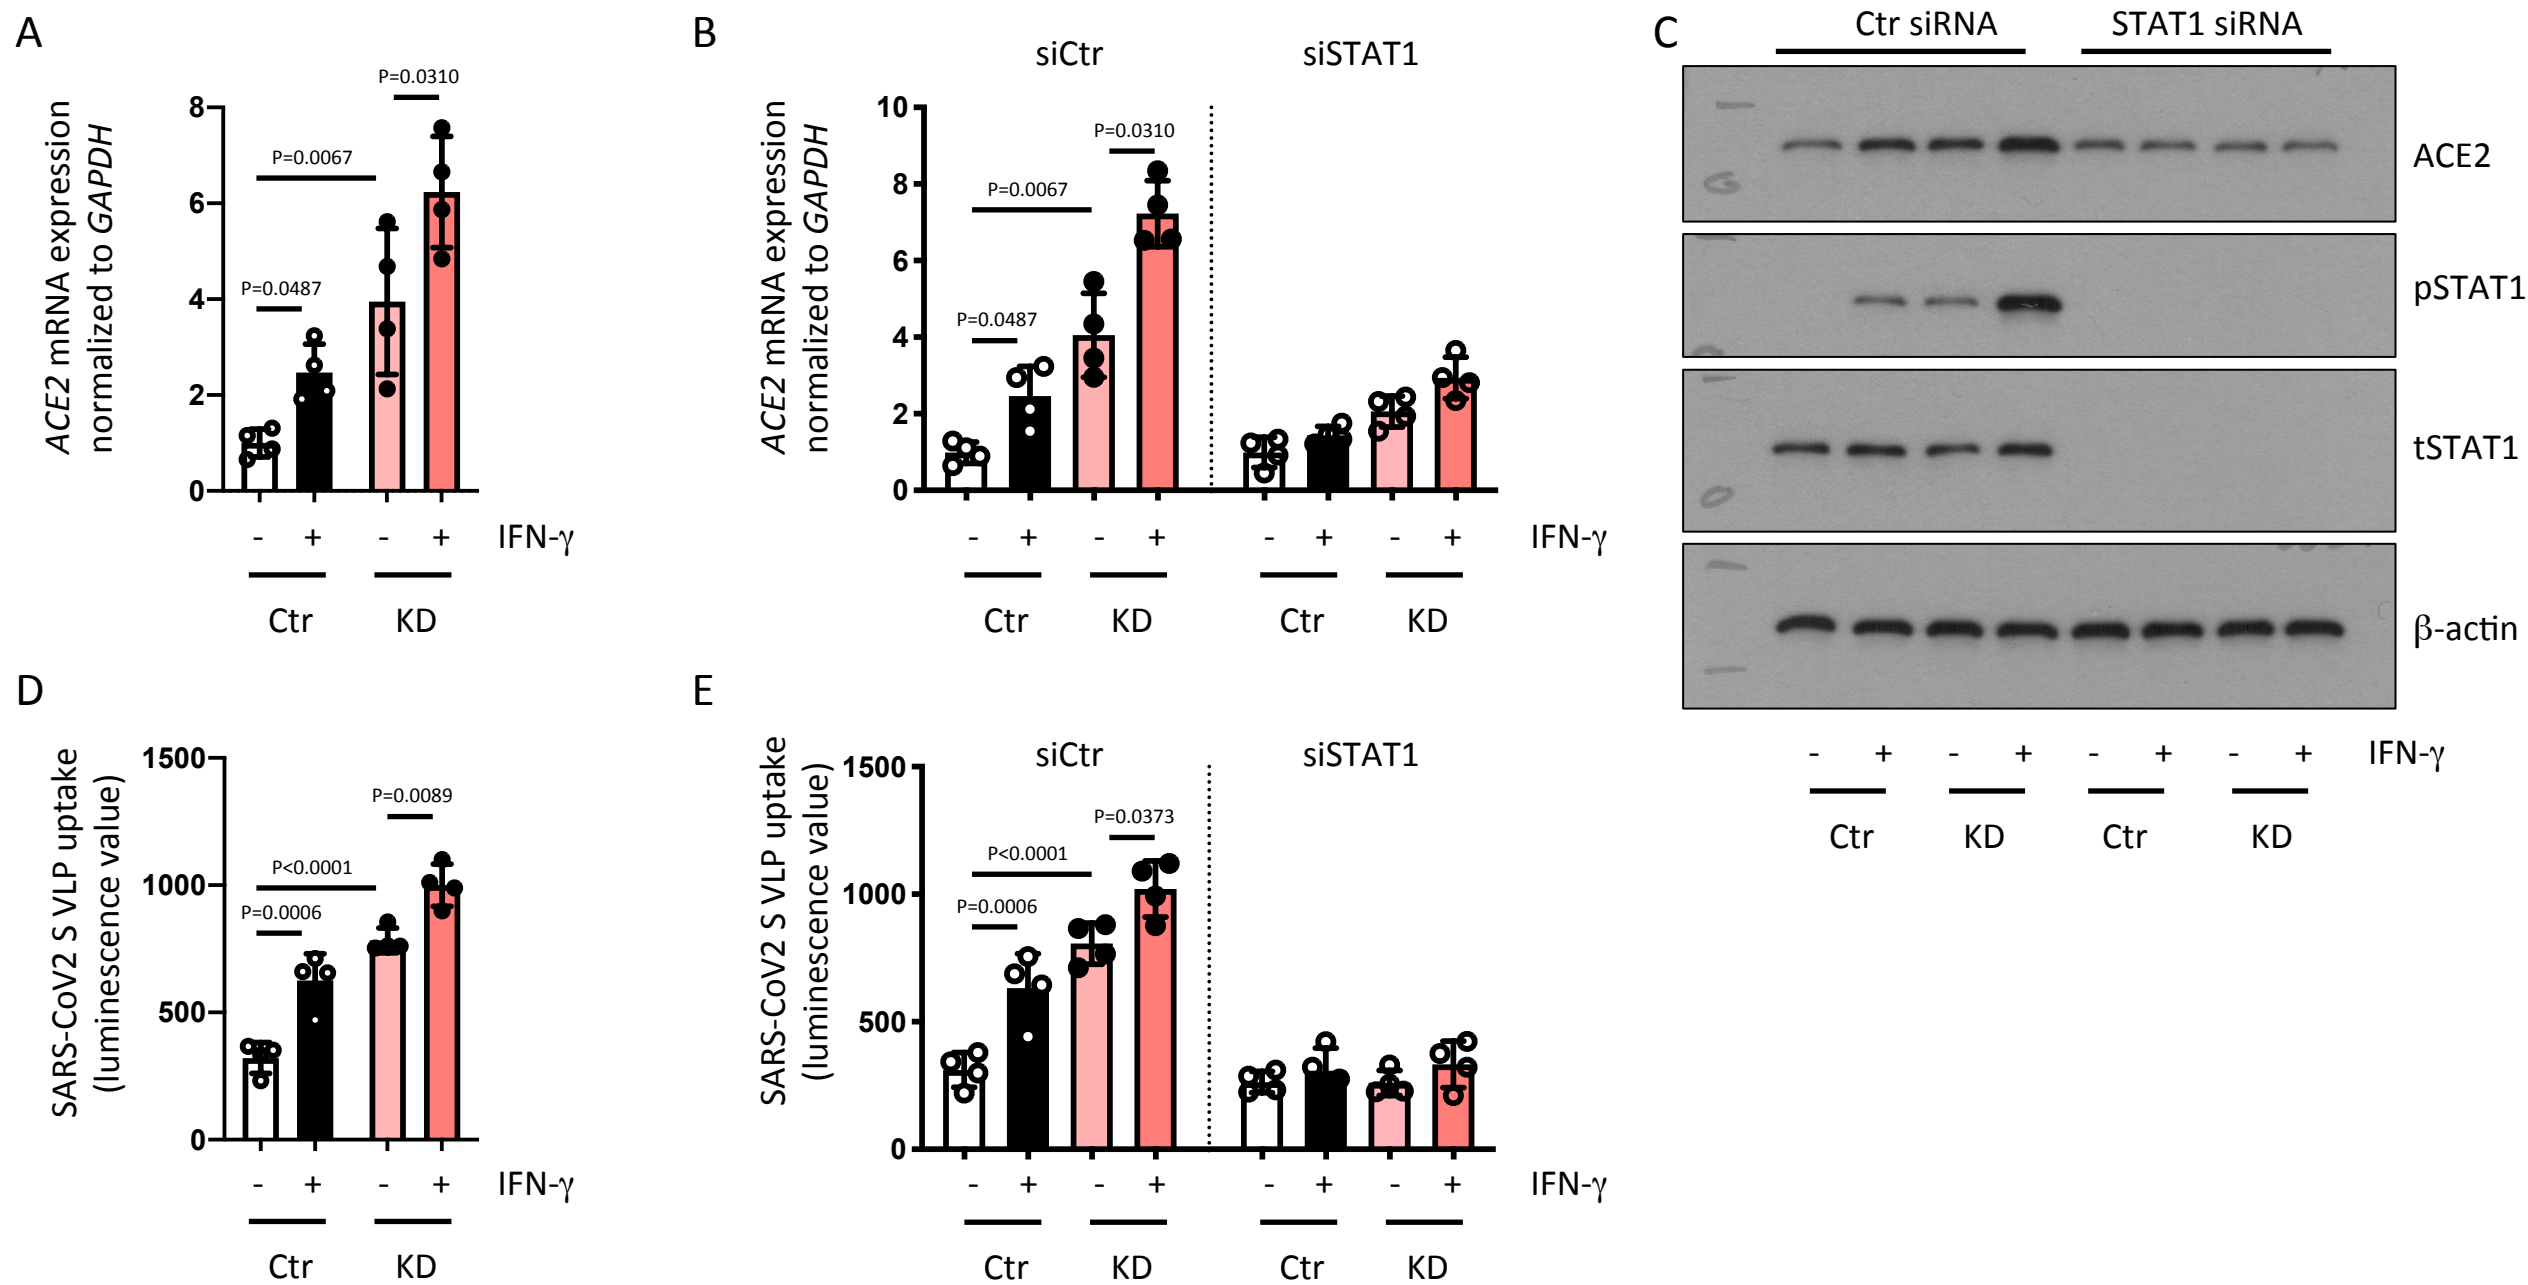 A
P=0.0310
P=0.0067
P=0.0487
ACE2 mRNA expression
normalized to GAPDH
8
6
4
2
0
- + - + IFN-γ
Ctr KD
B
siCtr siSTAT1
P=0.0310
P=0.0067
P=0.0487
ACE2 mRNA expression
normalized to GAPDH
10
8
6
4
2
0
- + - + - + - + IFN-γ
Ctr KD Ctr KD
C
Ctr siRNA STAT1 siRNA
ACE2
pSTAT1
tSTAT1
β-actin
- + - + - + - + IFN-γ
Ctr KD Ctr KD
D
P=0.0089
P<0.0001
P=0.0006
SARS-CoV2 S VLP uptake
(luminescence value)
1500
1000
500
0
- + - + IFN-γ
Ctr KD
E
siCtr siSTAT1
P=0.0373
P<0.0001
P=0.0006
SARS-CoV2 S VLP uptake
(luminescence value)
1500
1000
500
0
- + - + - + - + IFN-γ
Ctr KD Ctr KD